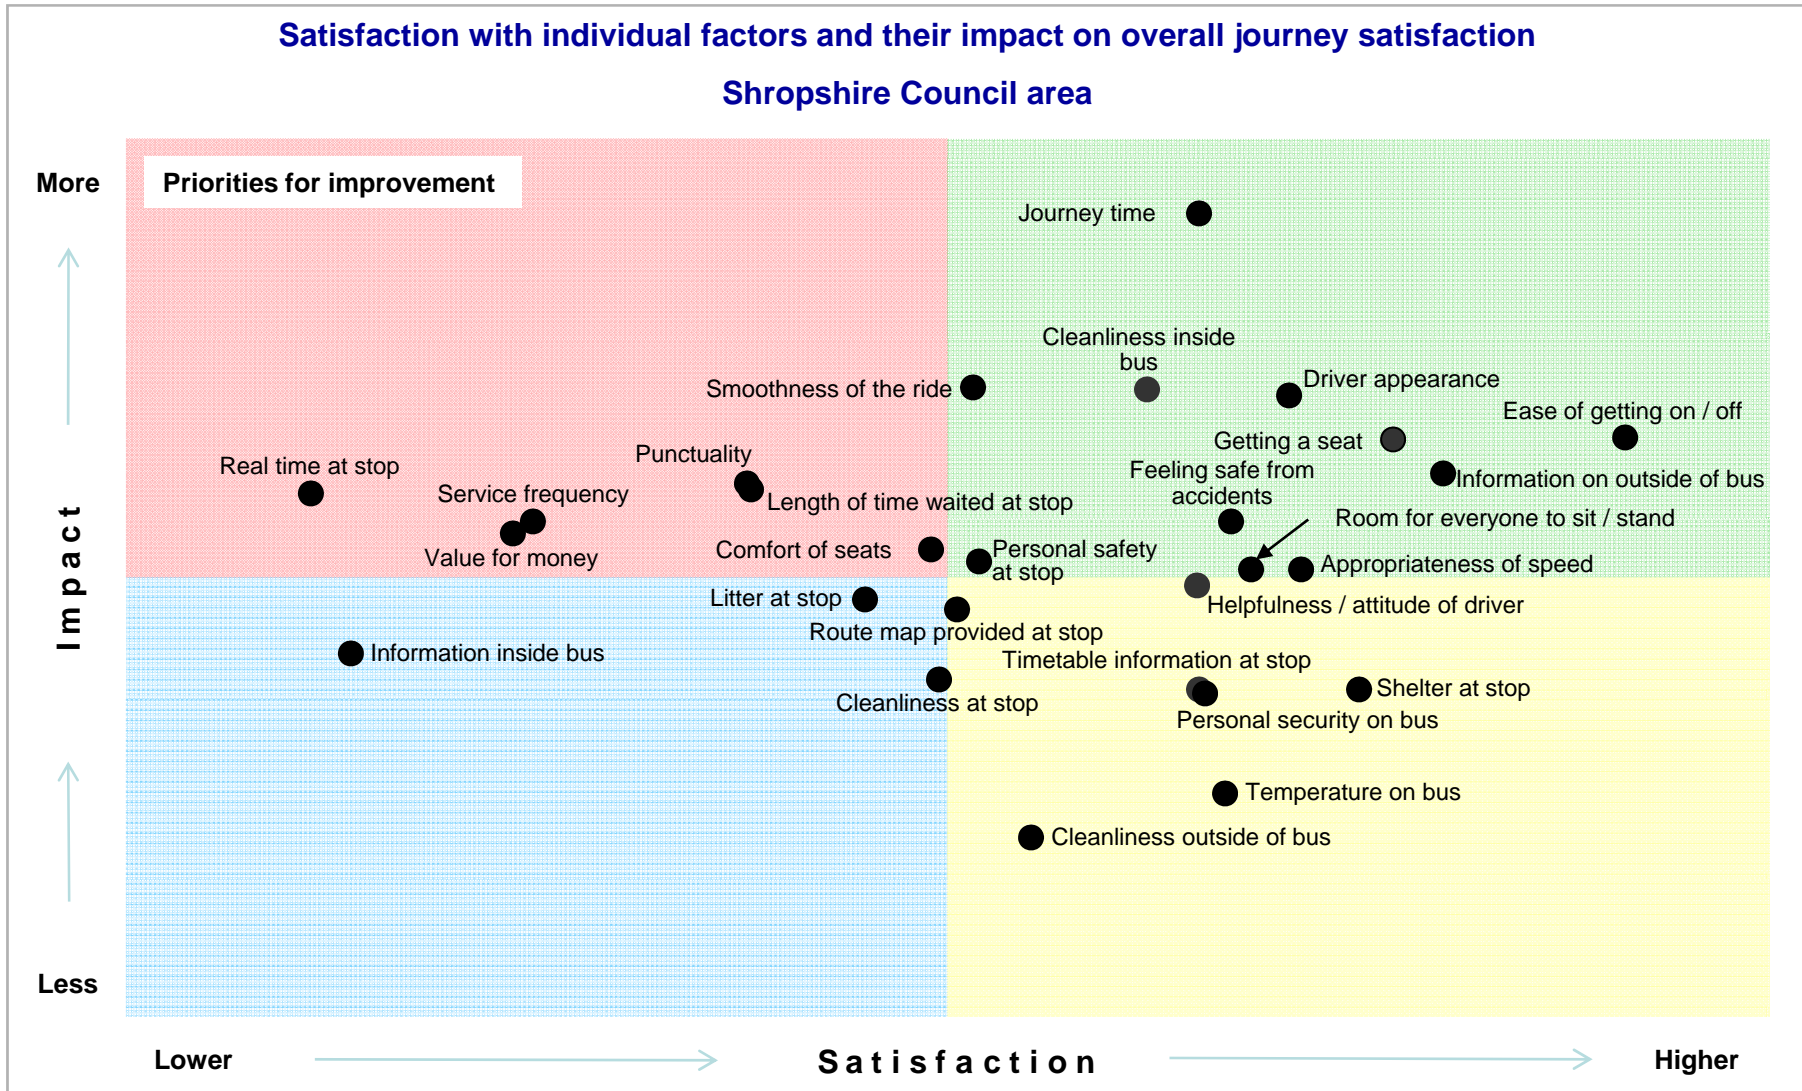 Satisfaction with individual factors and their impact on overall journey satisfaction
Shropshire Council area
More
Priorities for improvement
Journey time
Cleanliness inside
bus
Smoothness of the ride
Driver appearance
Ease of getting on / off
Getting a seat
Punctuality
Real time at stop
Feeling safe from
accidents
Information on outside of bus
Service frequency
Length of time waited at stop
Room for everyone to sit / stand
Value for money
Comfort of seats
Personal safety
at stop
Appropriateness of speed
Impact
Litter at stop
Helpfulness / attitude of driver
Route map provided at stop
Information inside bus
Timetable information at stop
Shelter at stop
Cleanliness at stop
Personal security on bus
Temperature on bus
Cleanliness outside of bus
Less
Lower
Satisfaction
Higher